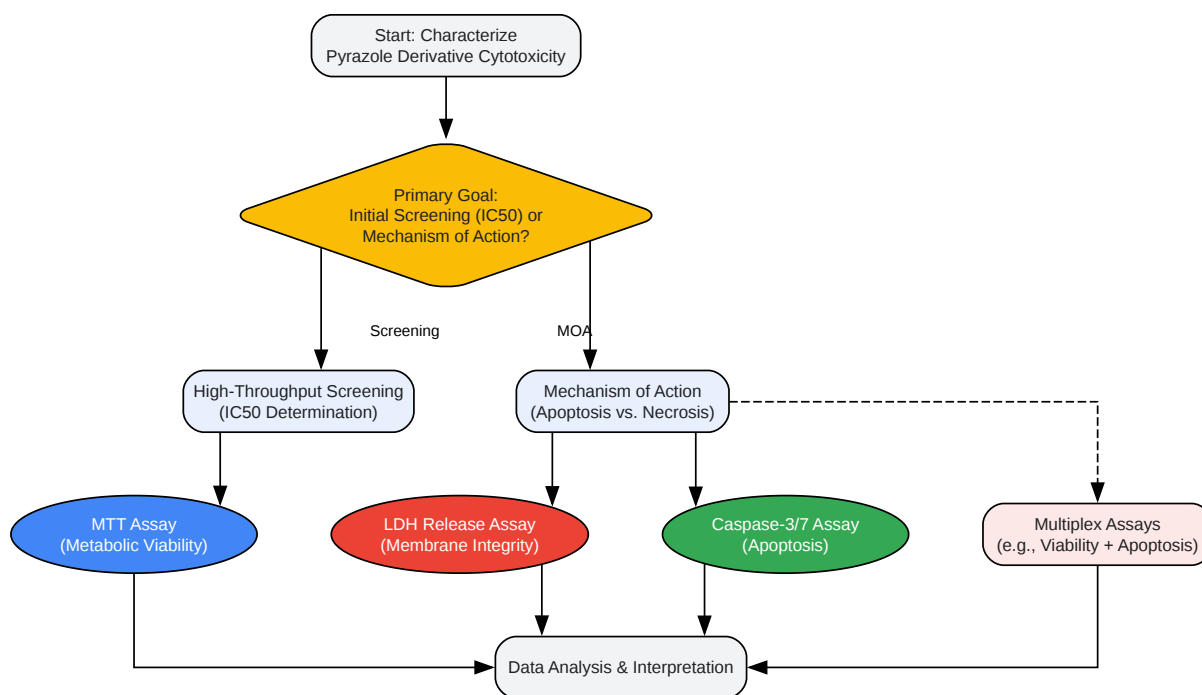 Start: Characterize
Pyrazole Derivative Cytotoxicity
Primary Goal:
Initial Screening (IC50) or
Mechanism of Action?
Screening
MOA
High-Throughput Screening
(IC50 Determination)
Mechanism of Action
(Apoptosis vs. Necrosis)
MTT Assay
(Metabolic Viability)
LDH Release Assay
(Membrane Integrity)
Caspase-3/7 Assay
(Apoptosis)
Multiplex Assays
(e.g., Viability + Apoptosis)
Data Analysis & Interpretation